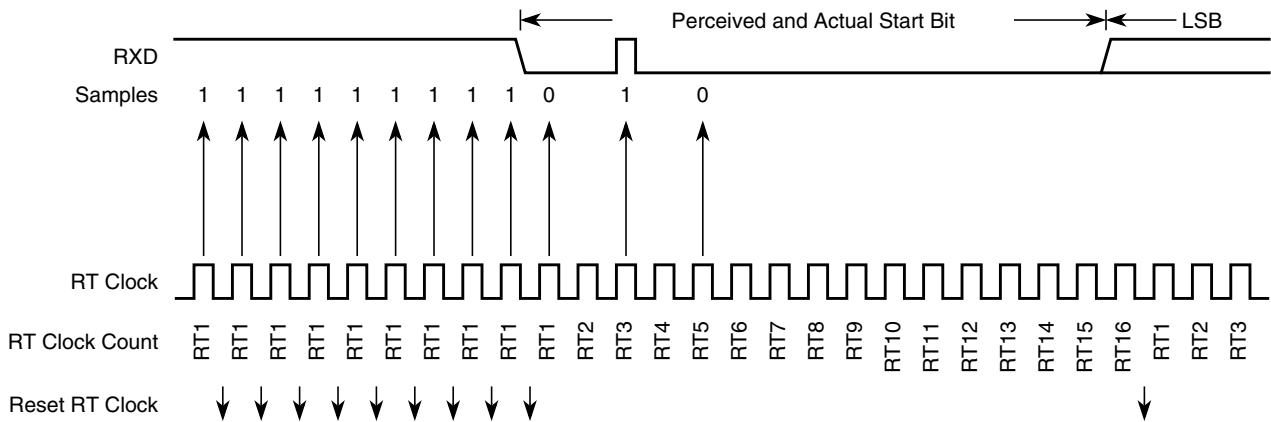 Perceived and Actual Start Bit LSB
RXD
Samples 1 1 1 1 1 1 1 1 1 0 1 0
RT Clock
RT Clock Count RT1 RT1 RT1 RT1 RT1 RT1 RT1 RT1 RT1 RT1 RT2 RT3 RT4 RT5 RT6 RT7 RT8 RT9 RT10 RT11 RT12 RT13 RT14 RT15 RT16 RT1 RT2 RT3
Reset RT Clock